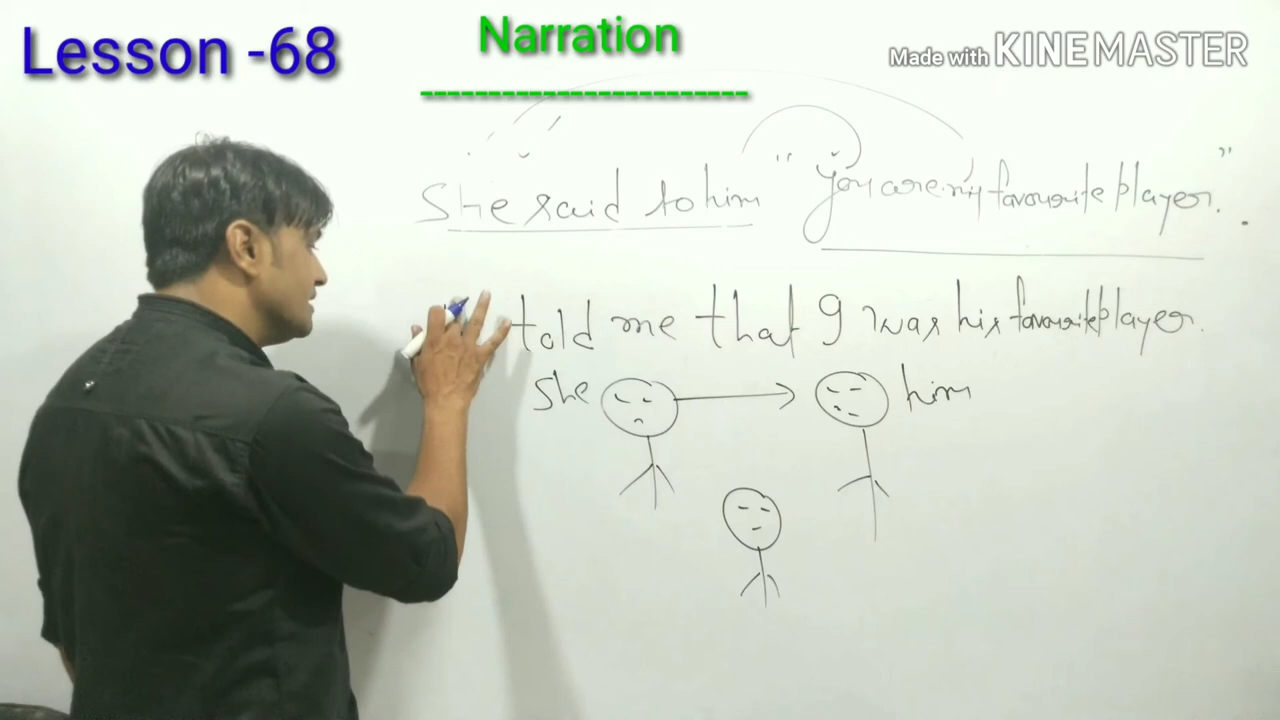 Lesson -68
Narration
Made with KINEMASTER
She said to him "You are my favourite player.".
told me that I was his favourite player.
She
him